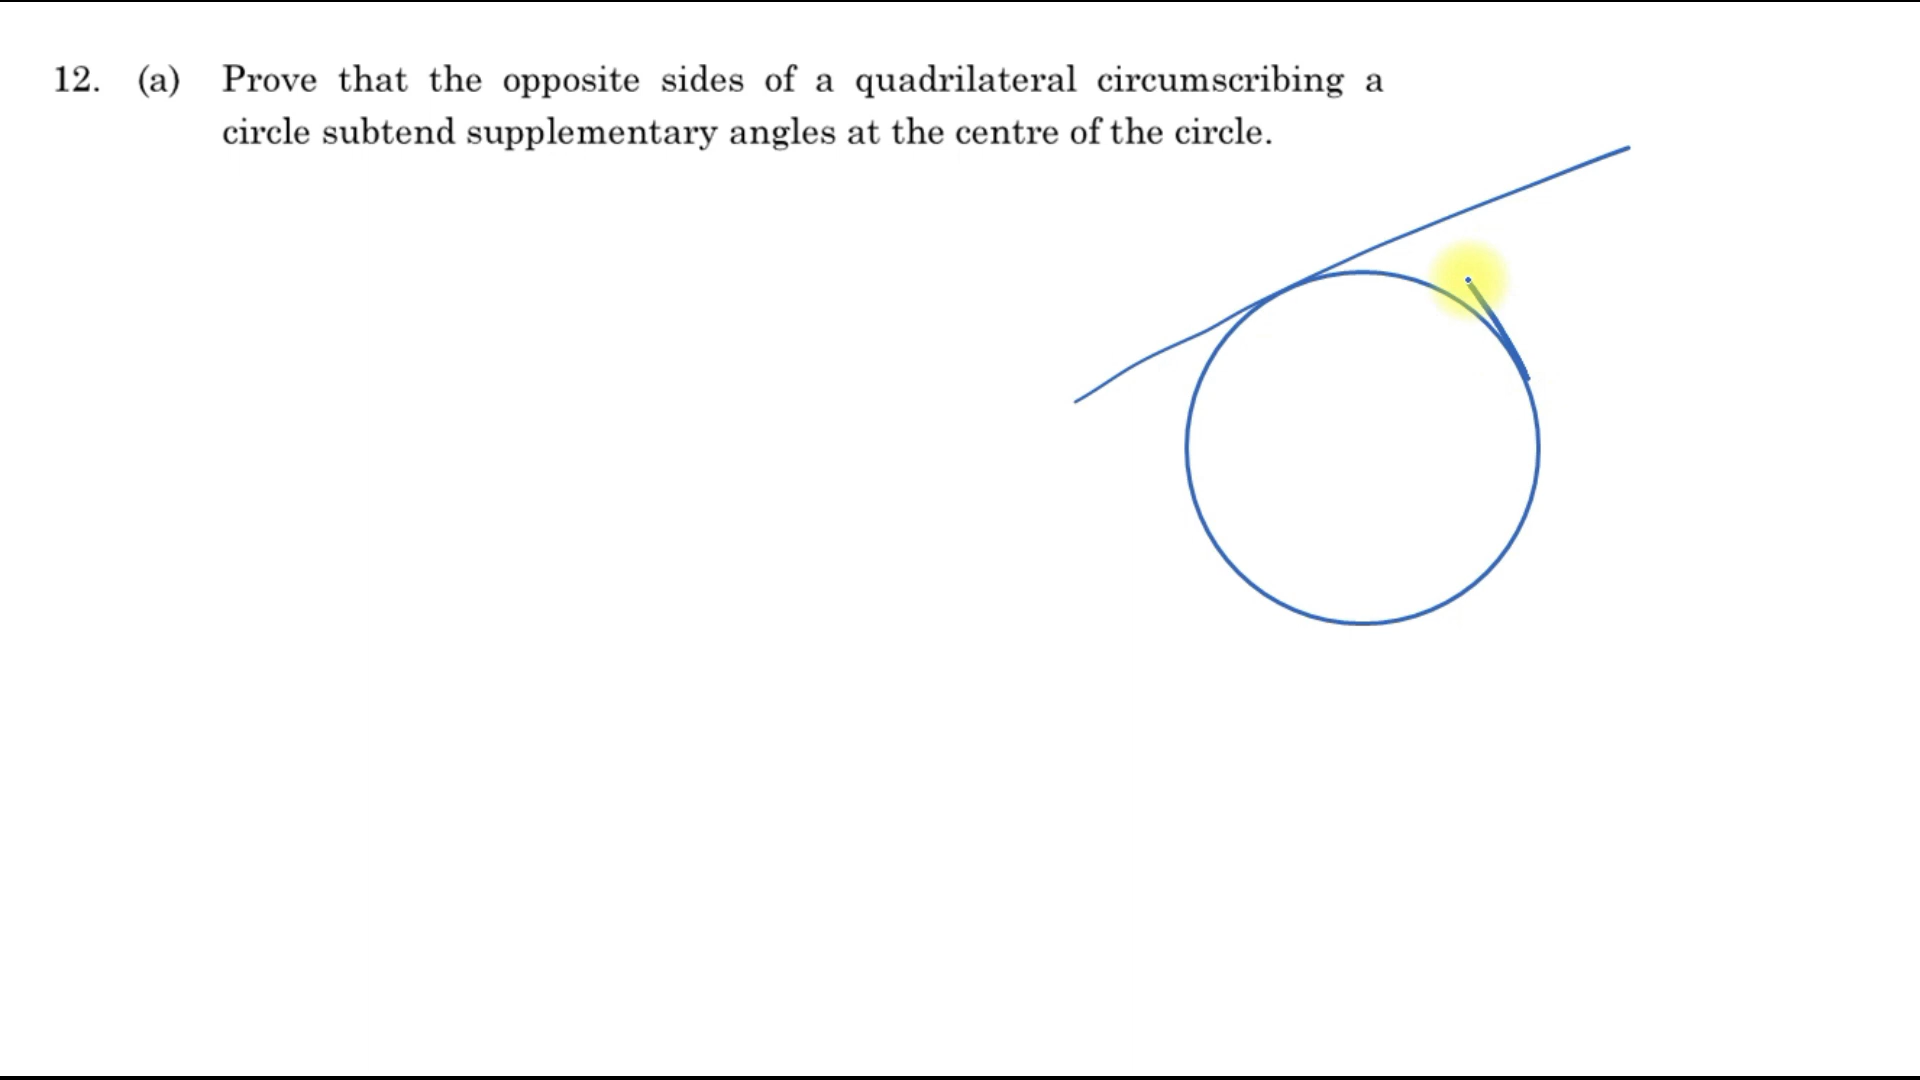 12. (a) Prove that the opposite sides of a quadrilateral circumscribing a
circle subtend supplementary angles at the centre of the circle.